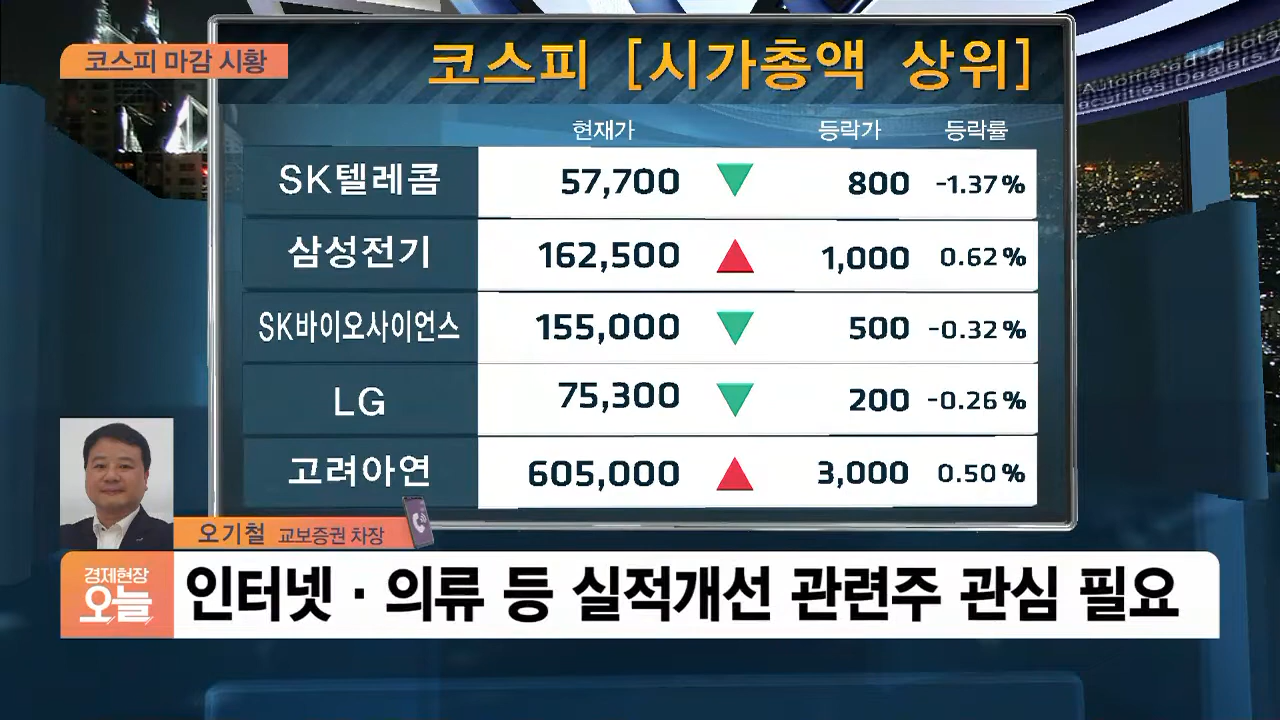 코스피 마감 시황
코스피 [시가총액 상위]
Automated Quota
Securities Dealers
현재가 등락가 등락률
SK텔레콤 57,700 ▼ 800 -1.37%
삼성전기 162,500 ▲ 1,000 0.62%
SK바이오사이언스 155,000 ▼ 500 -0.32%
LG 75,300 ▼ 200 -0.26%
고려아연 605,000 ▲ 3,000 0.50%
오기철 교보증권 차장
경제현장
오늘
인터넷·의류 등 실적개선 관련주 관심 필요